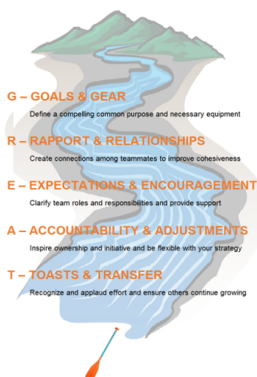 G – GOALS & GEAR
Define a compelling common purpose and necessary equipment
R – RAPPORT & RELATIONSHIPS
Create connections among teammates to improve cohesiveness
E – EXPECTATIONS & ENCOURAGEMENT
Clarify team roles and responsibilities and provide support
A – ACCOUNTABILITY & ADJUSTMENTS
Inspire ownership and initiative and be flexible with your strategy
T – TOASTS & TRANSFER
Recognize and applaud effort and ensure others continue growing